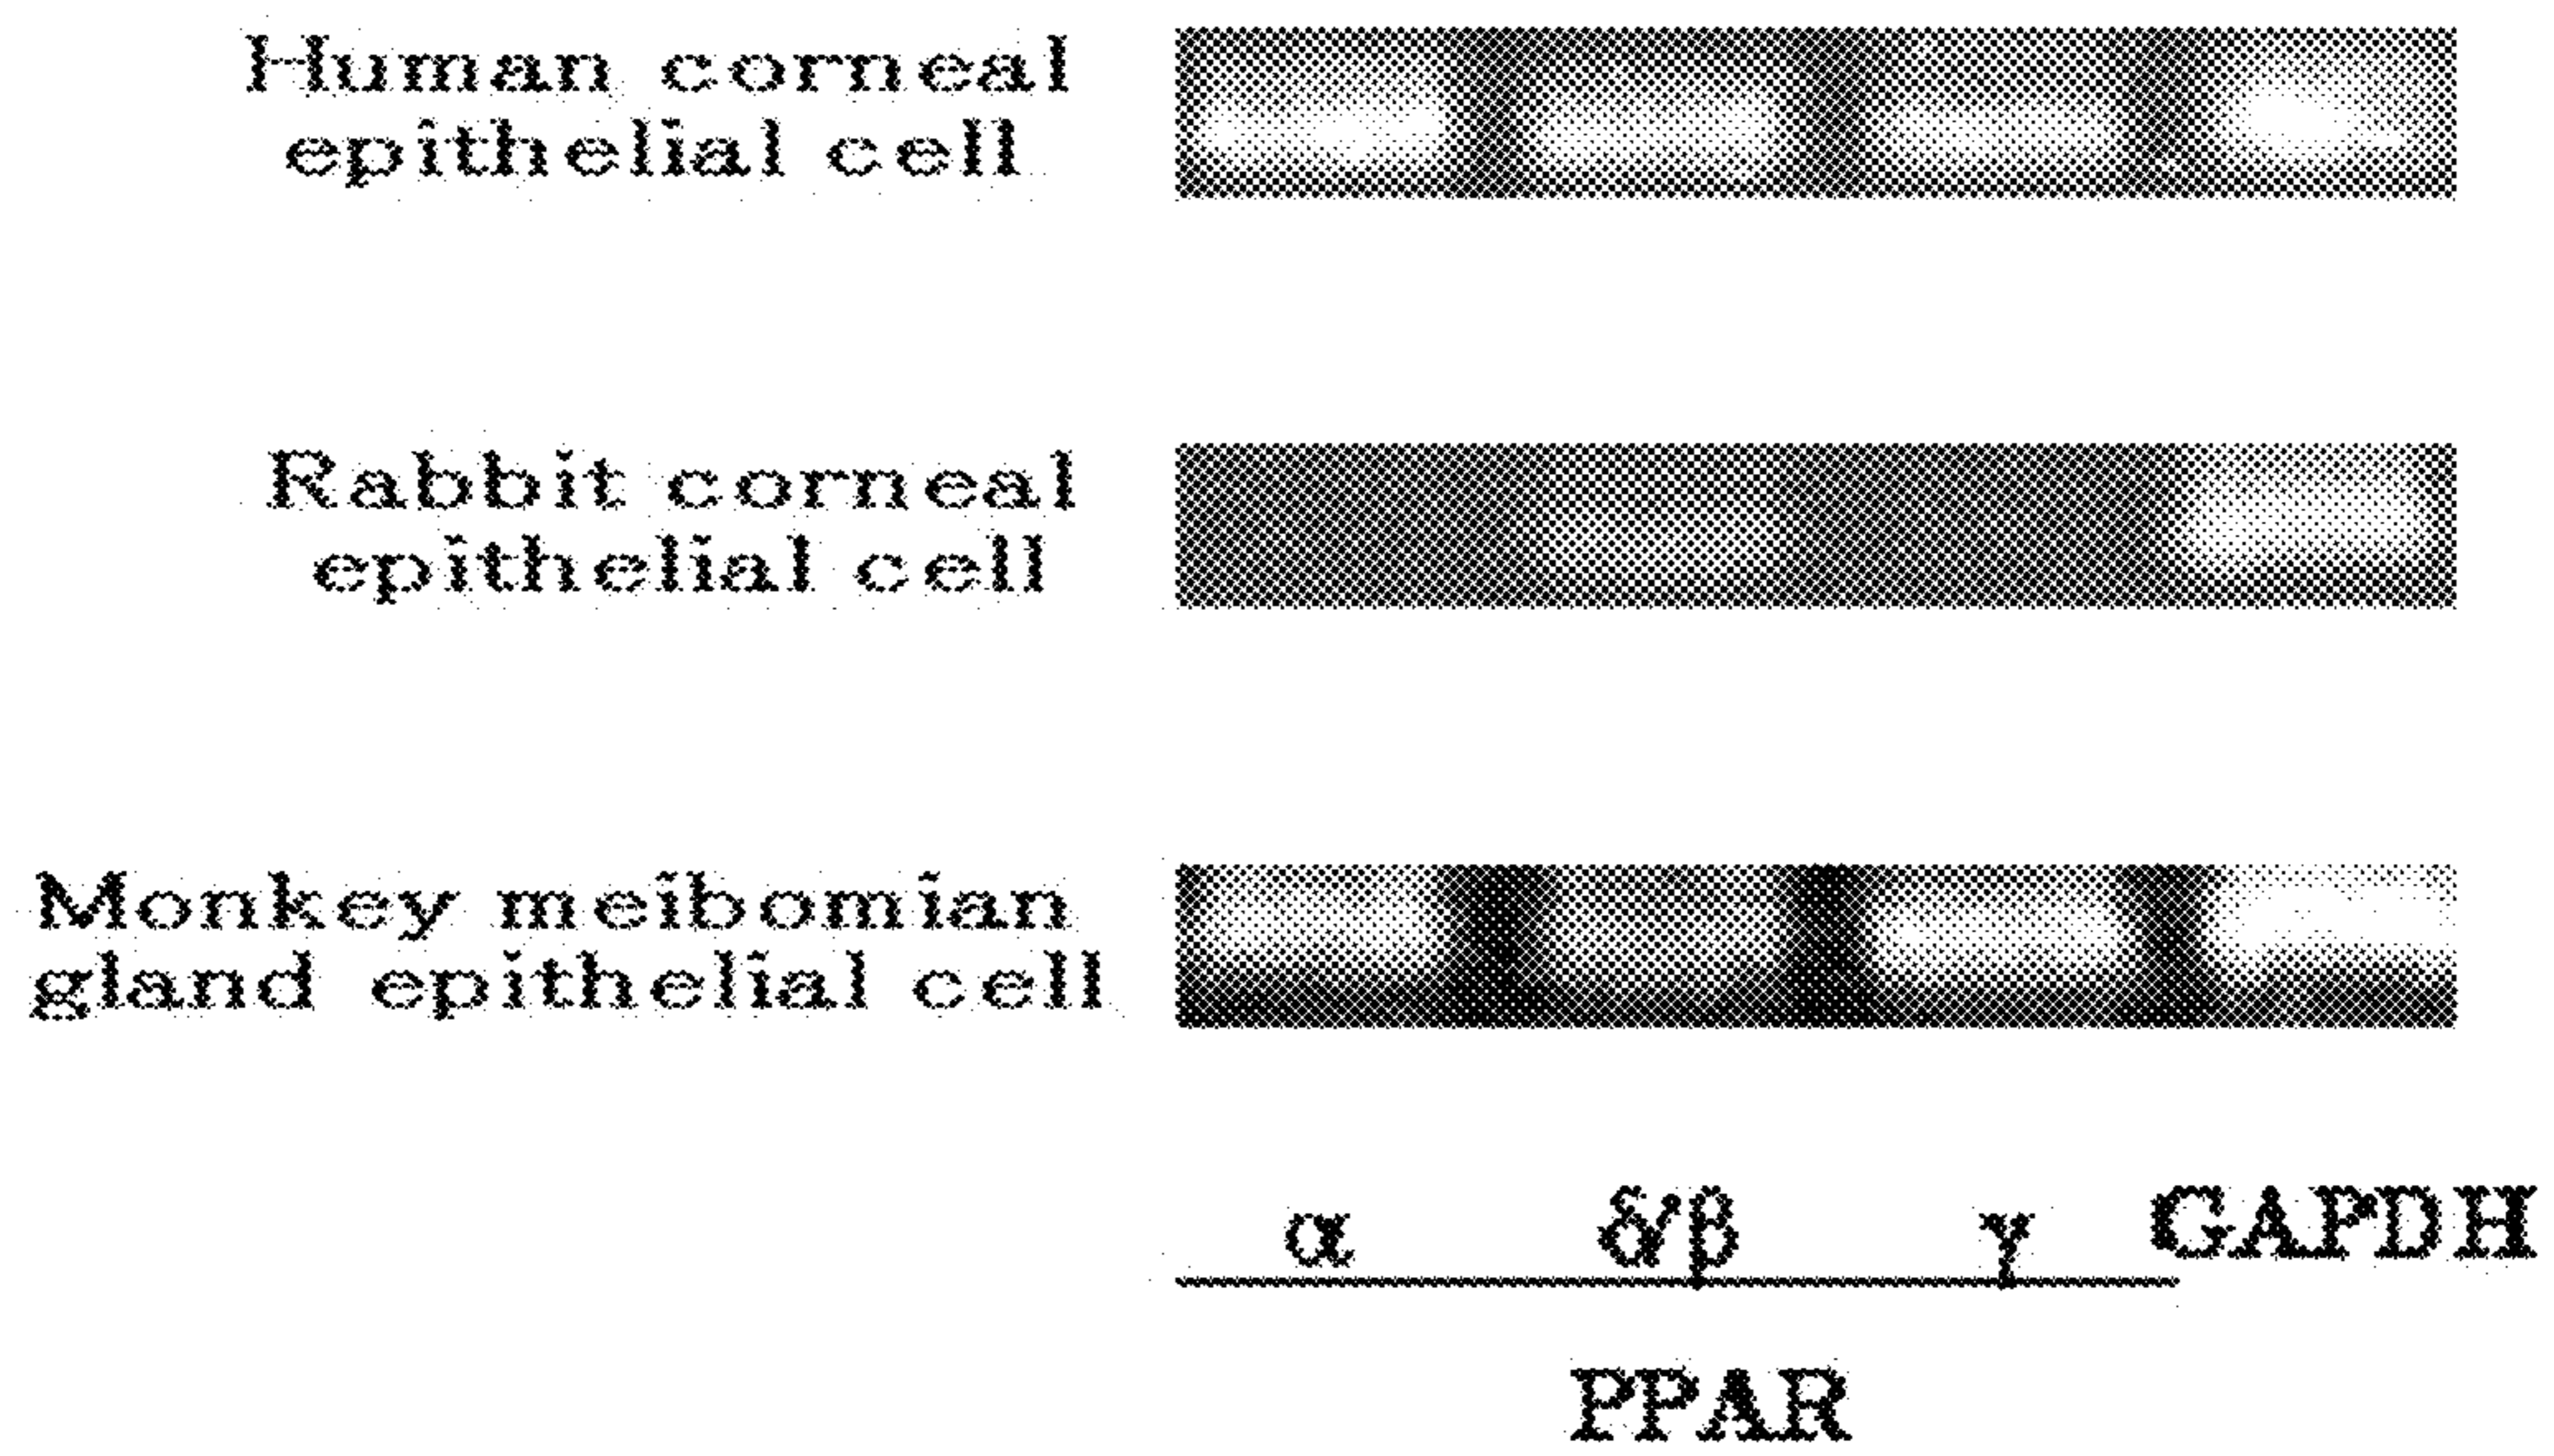 Human corneal
epithelial cell
Rabbit corneal
epithelial cell
Monkey meibomian
gland epithelial cell
α δ/β γ GAPDH
PPAR